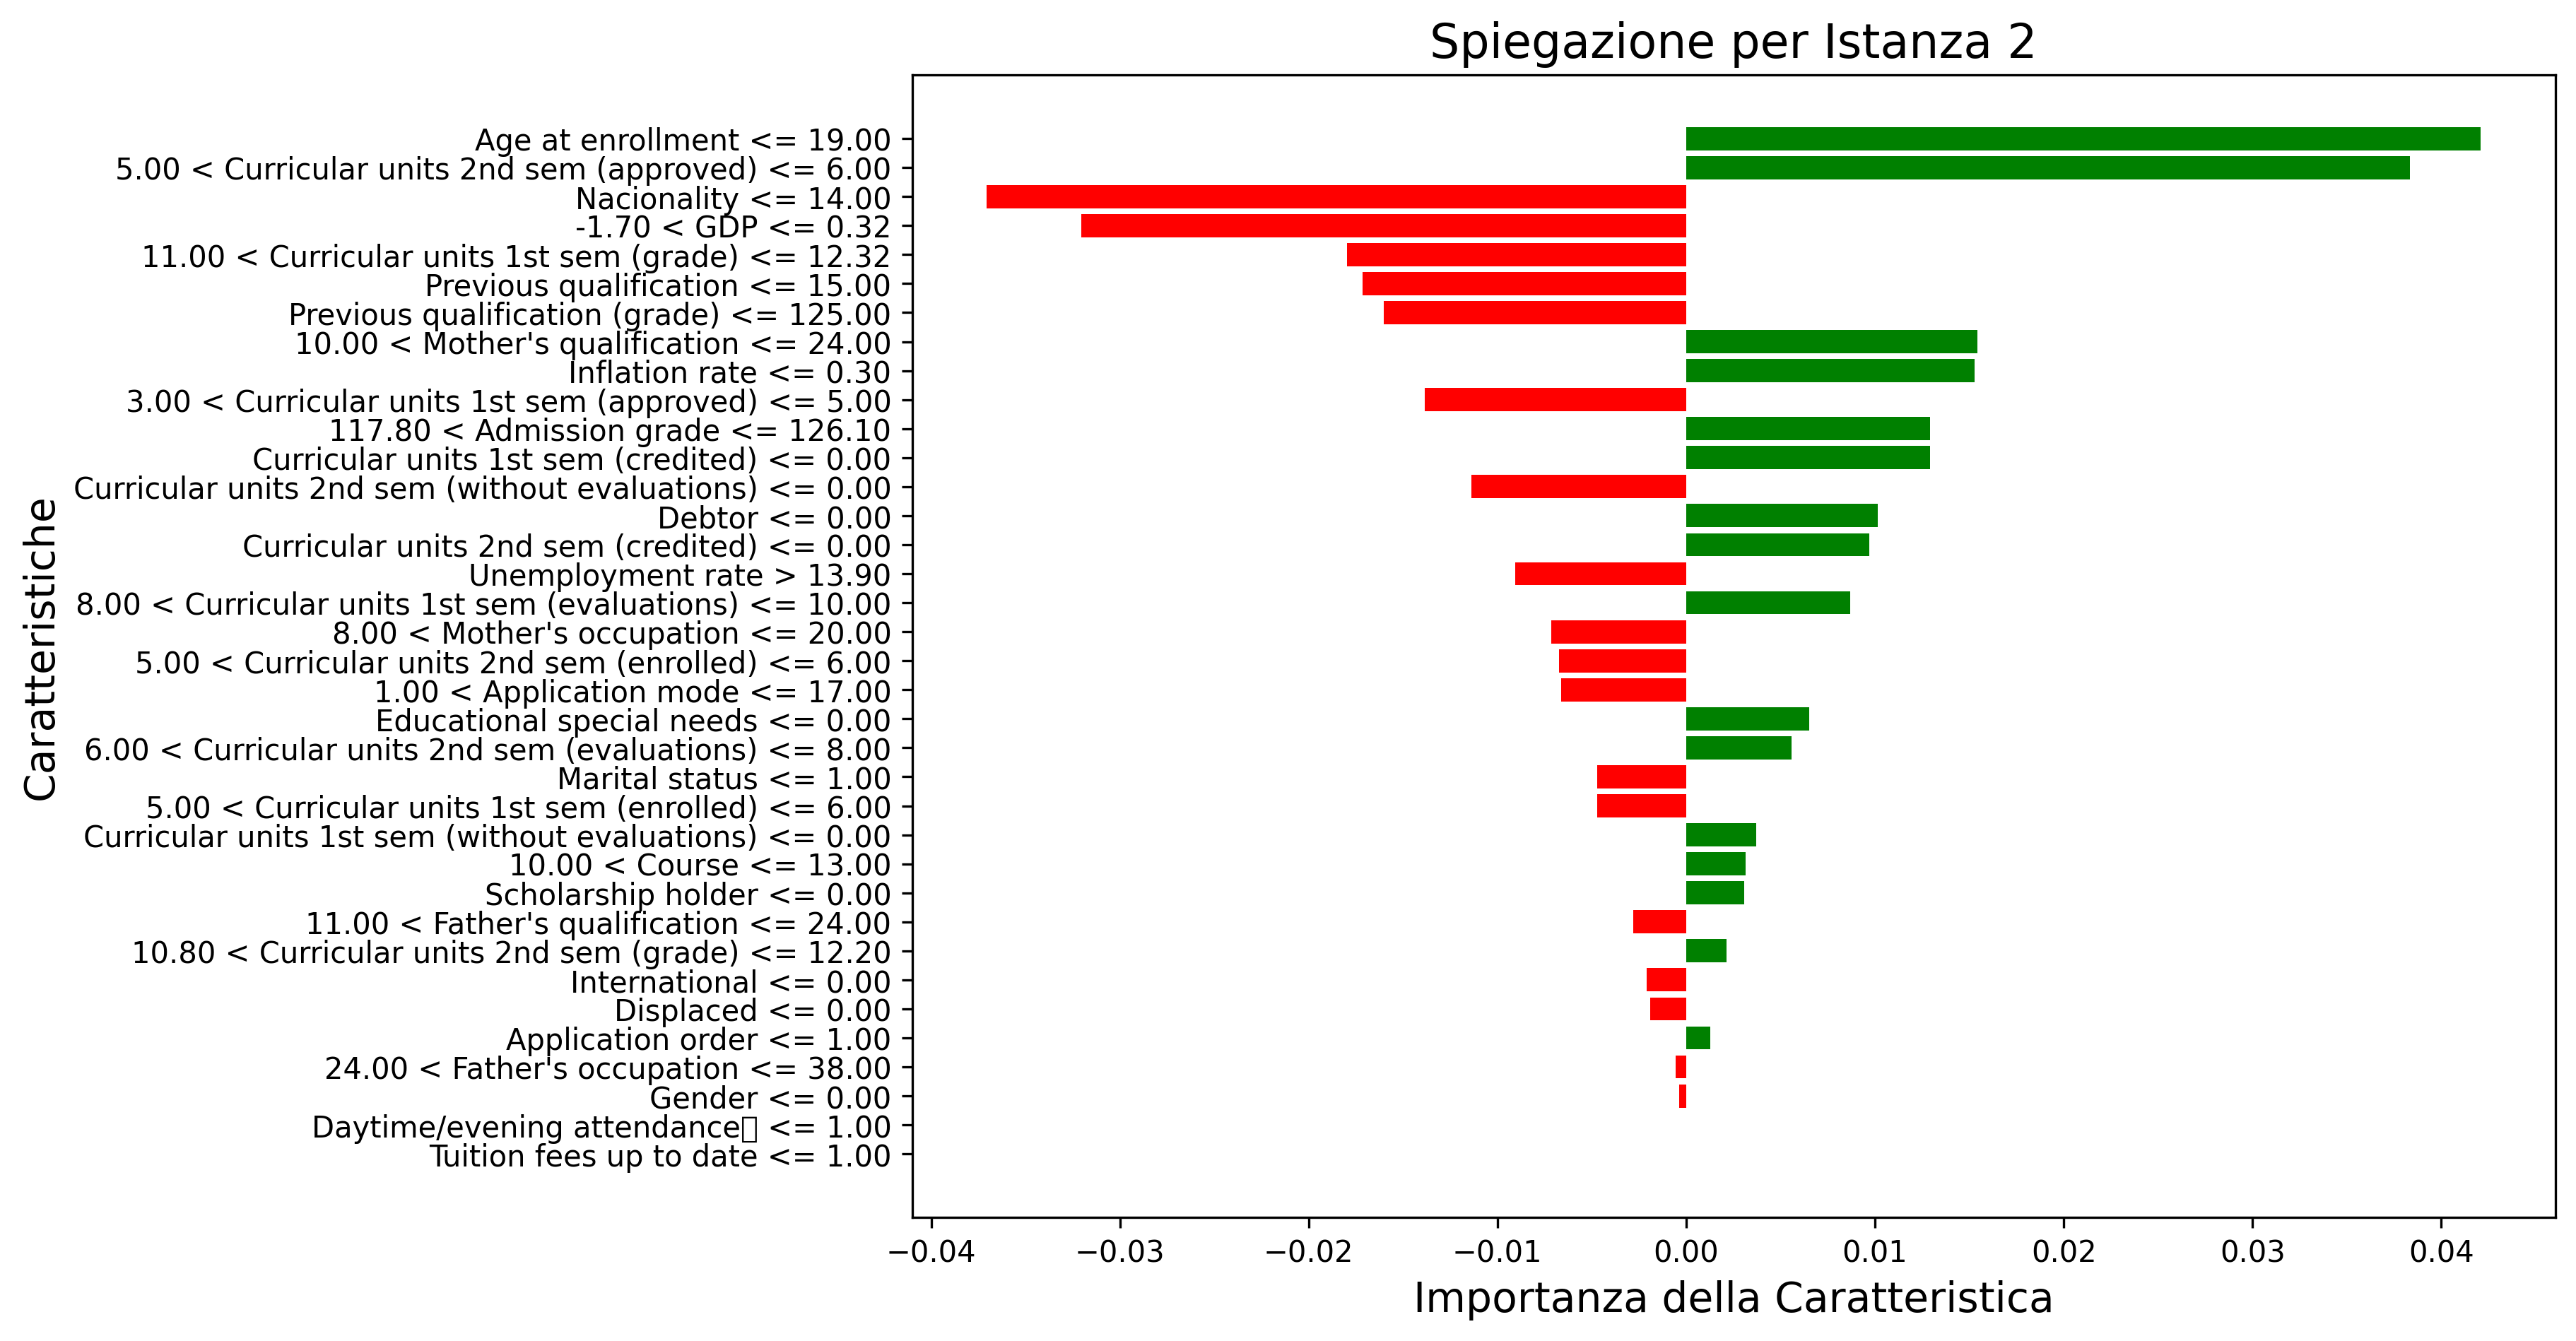 Spiegazione per Istanza 2
Caratteristiche
Age at enrollment <= 19.00
5.00 < Curricular units 2nd sem (approved) <= 6.00
Nacionality <= 14.00
-1.70 < GDP <= 0.32
11.00 < Curricular units 1st sem (grade) <= 12.32
Previous qualification <= 15.00
Previous qualification (grade) <= 125.00
10.00 < Mother's qualification <= 24.00
Inflation rate <= 0.30
3.00 < Curricular units 1st sem (approved) <= 5.00
117.80 < Admission grade <= 126.10
Curricular units 1st sem (credited) <= 0.00
Curricular units 2nd sem (without evaluations) <= 0.00
Debtor <= 0.00
Curricular units 2nd sem (credited) <= 0.00
Unemployment rate > 13.90
8.00 < Curricular units 1st sem (evaluations) <= 10.00
8.00 < Mother's occupation <= 20.00
5.00 < Curricular units 2nd sem (enrolled) <= 6.00
1.00 < Application mode <= 17.00
Educational special needs <= 0.00
6.00 < Curricular units 2nd sem (evaluations) <= 8.00
Marital status <= 1.00
5.00 < Curricular units 1st sem (enrolled) <= 6.00
Curricular units 1st sem (without evaluations) <= 0.00
10.00 < Course <= 13.00
Scholarship holder <= 0.00
11.00 < Father's qualification <= 24.00
10.80 < Curricular units 2nd sem (grade) <= 12.20
International <= 0.00
Displaced <= 0.00
Application order <= 1.00
24.00 < Father's occupation <= 38.00
Gender <= 0.00
Daytime/evening attendance▯ <= 1.00
Tuition fees up to date <= 1.00
−0.04 −0.03 −0.02 −0.01 0.00 0.01 0.02 0.03 0.04
Importanza della Caratteristica